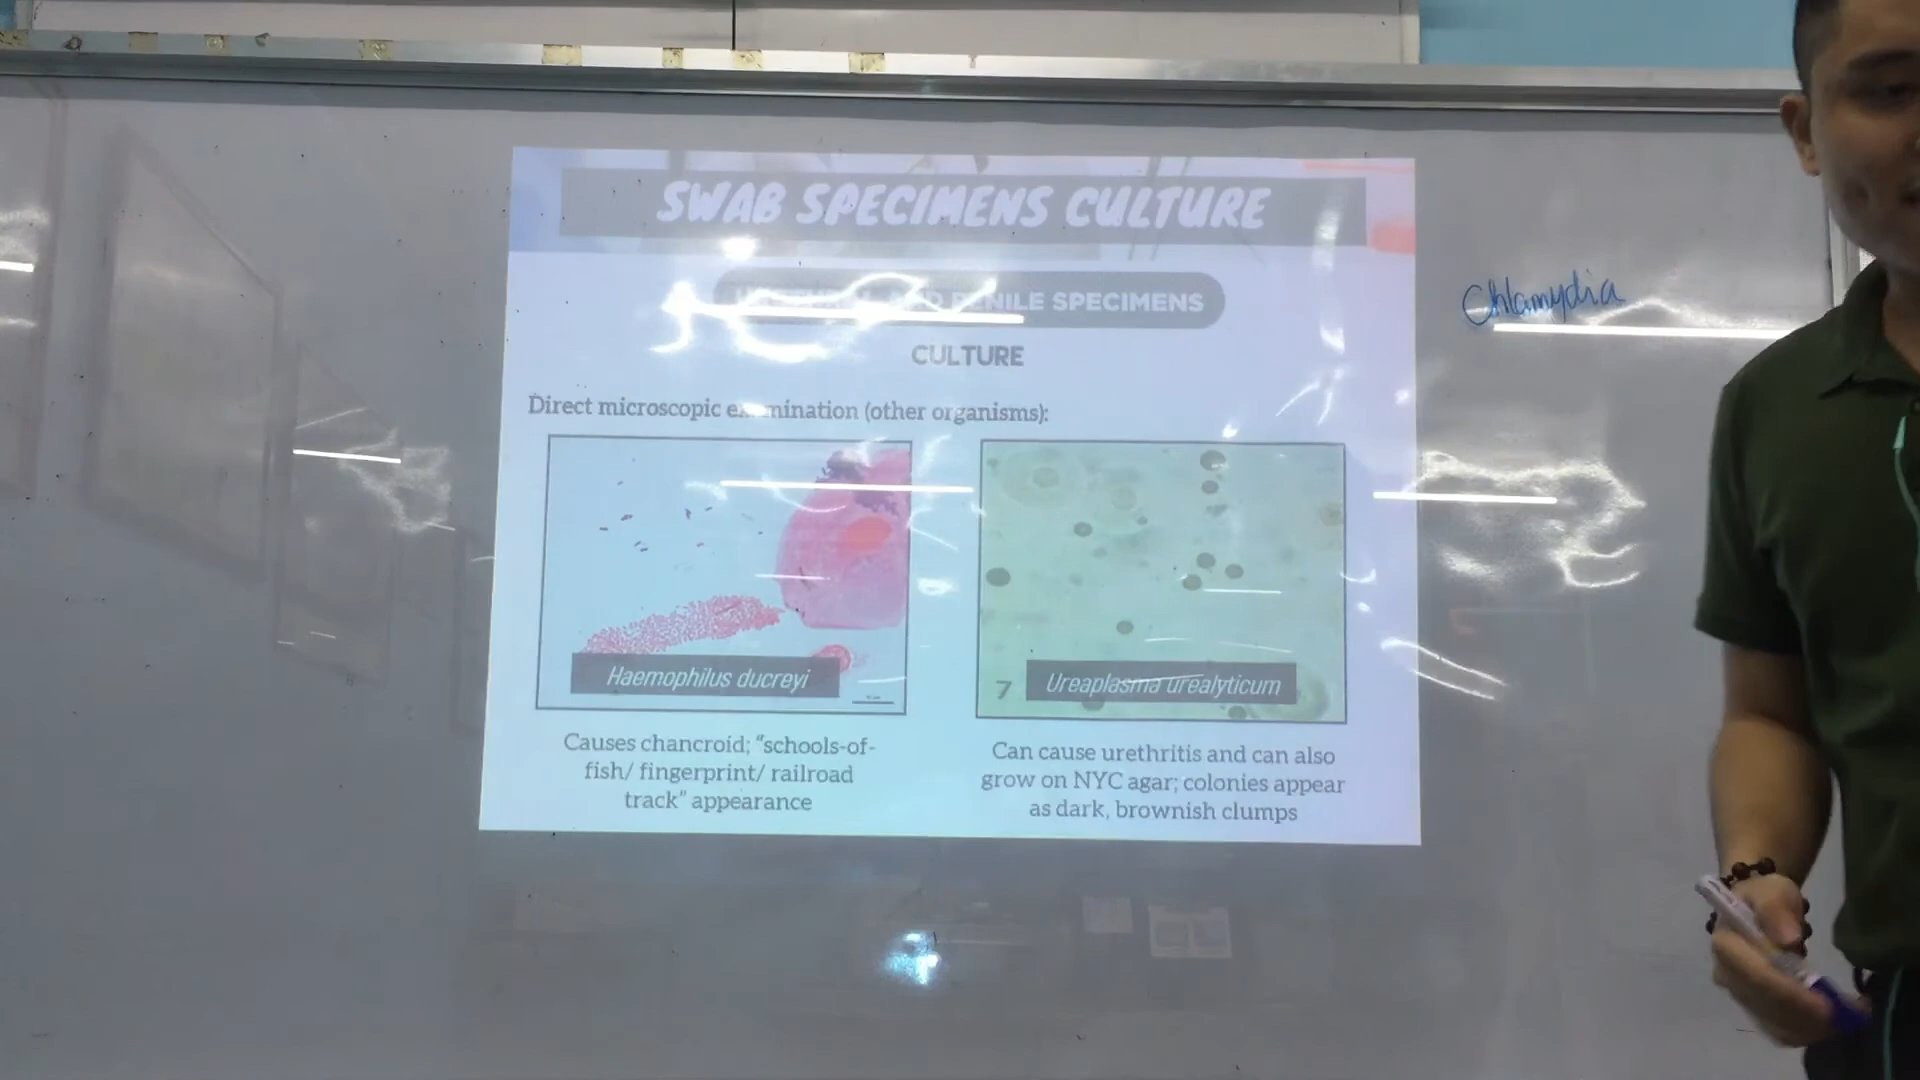 SWAB SPECIMENS CULTURE
AND PENILE SPECIMENS
Chlamydia
CULTURE
Direct microscopic examination (other organisms):
Haemophilus ducreyi
7
Ureaplasma urealyticum
Causes chancroid; "schools-of-
fish/ fingerprint/ railroad
track" appearance
Can cause urethritis and can also
grow on NYC agar; colonies appear
as dark, brownish clumps